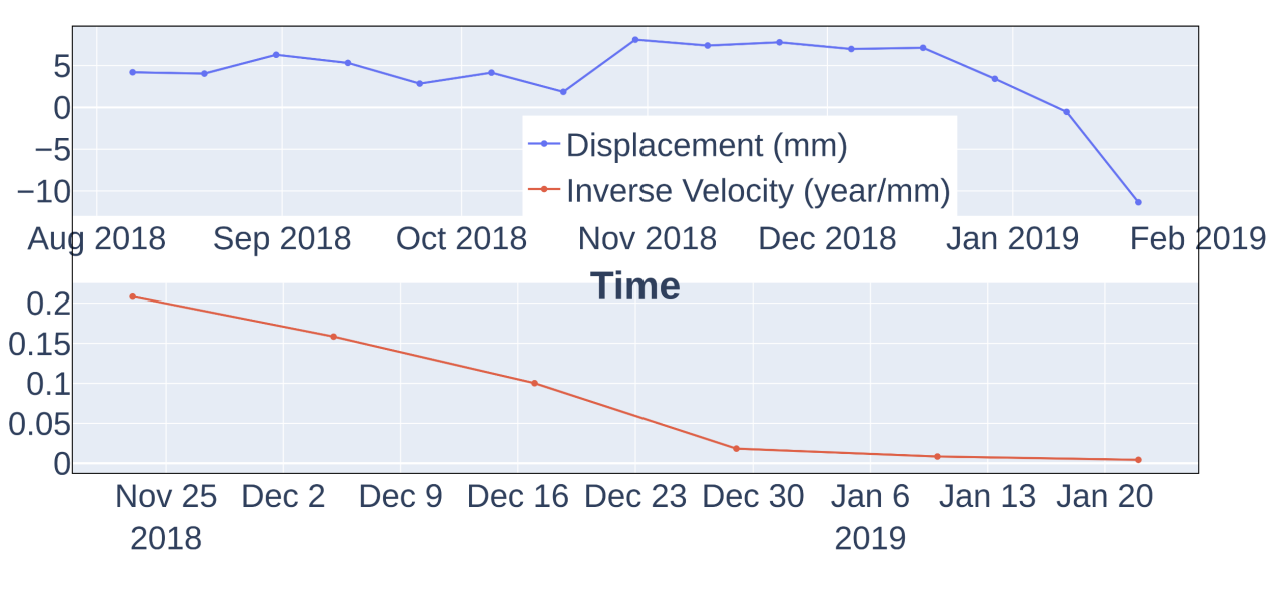 5
0
−5
−10
Displacement (mm)
Inverse Velocity (year/mm)
Aug 2018 Sep 2018 Oct 2018 Nov 2018 Dec 2018 Jan 2019 Feb 2019
Time
0.2
0.15
0.1
0.05
0
Nov 25 Dec 2 Dec 9 Dec 16 Dec 23 Dec 30 Jan 6 Jan 13 Jan 20
2018 2019